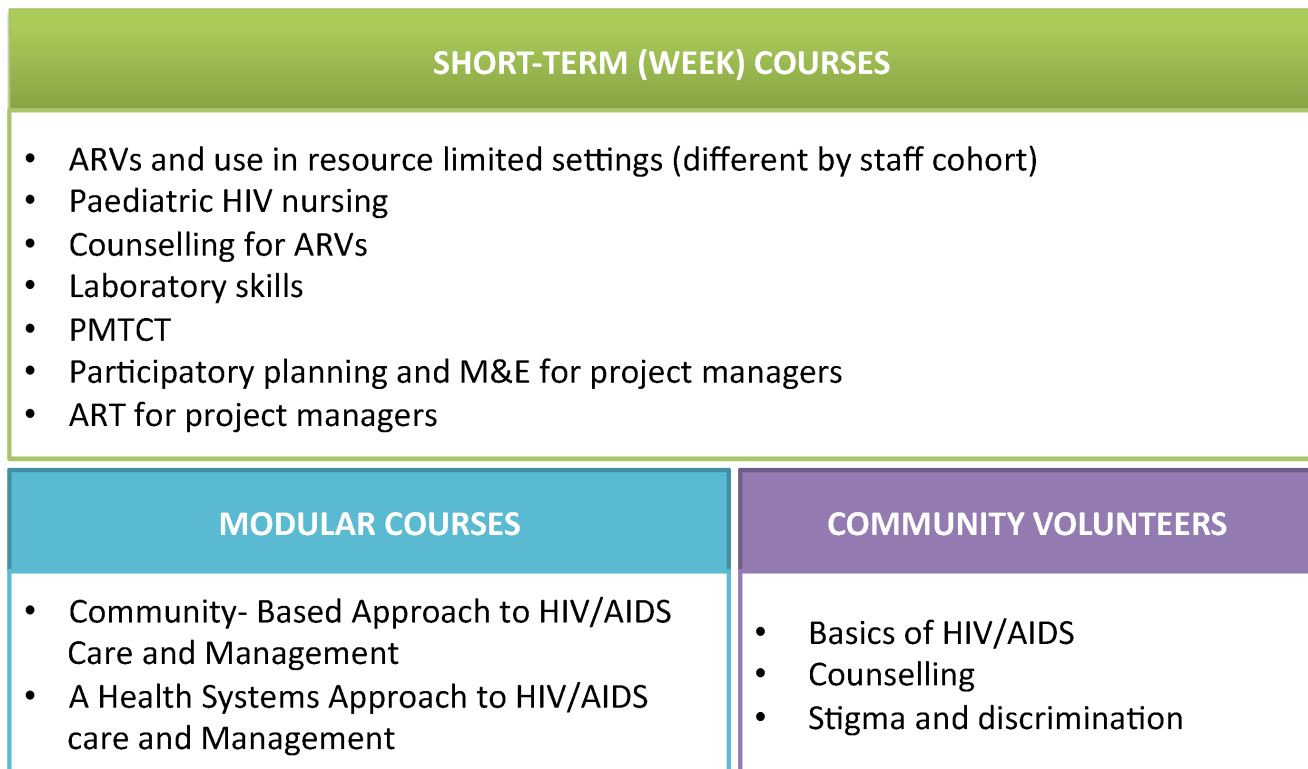 SHORT-TERM (WEEK) COURSES
• ARVs and use in resource limited settings (different by staff cohort)
• Paediatric HIV nursing
• Counselling for ARVs
• Laboratory skills
• PMTCT
• Participatory planning and M&E for project managers
• ART for project managers
MODULAR COURSES
• Community- Based Approach to HIV/AIDS
Care and Management
• A Health Systems Approach to HIV/AIDS
care and Management
COMMUNITY VOLUNTEERS
• Basics of HIV/AIDS
• Counselling
• Stigma and discrimination